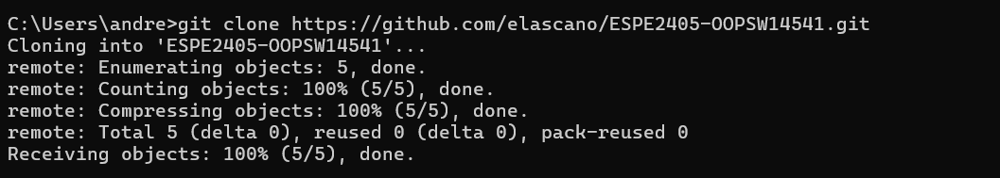 C:\Users\andre>git clone https://github.com/elascano/ESPE2405-OOPSW14541.git
Cloning into 'ESPE2405-OOPSW14541'...
remote: Enumerating objects: 5, done.
remote: Counting objects: 100% (5/5), done.
remote: Compressing objects: 100% (5/5), done.
remote: Total 5 (delta 0), reused 0 (delta 0), pack-reused 0
Receiving objects: 100% (5/5), done.